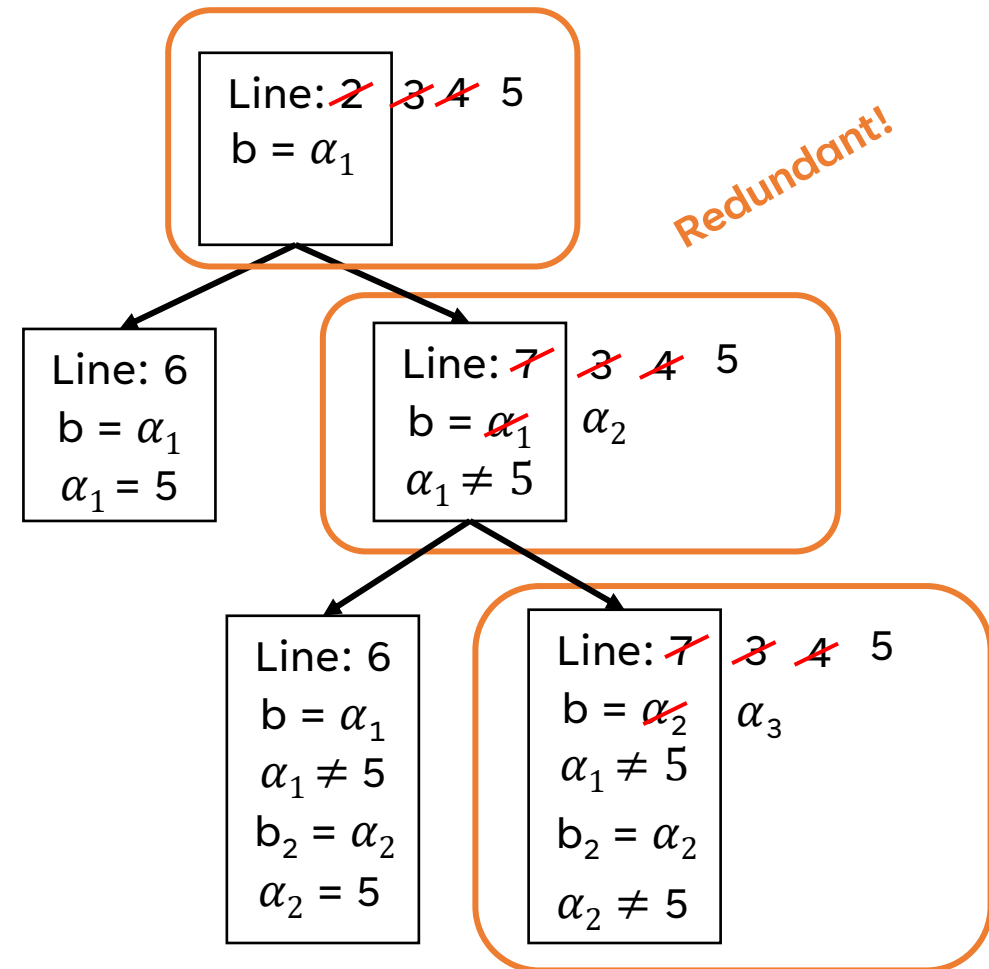 Line: 2 3 4 5
b = α₁
Redundant!
Line: 6
b = α₁
α₁ = 5
Line: 7 3 4 5
b = α₁ α₂
α₁ ≠ 5
Line: 6
b = α₁
α₁ ≠ 5
b₂ = α₂
α₂ = 5
Line: 7 3 4 5
b = α₂ α₃
α₁ ≠ 5
b₂ = α₂
α₂ ≠ 5